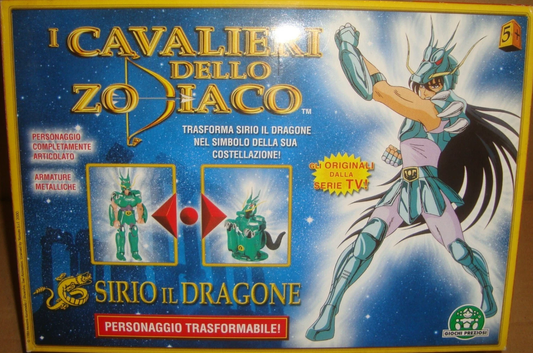 I CAVALIERI
DELLO
ZODIACO
TM
5+
TRASFORMA SIRIO IL DRAGONE
NEL SIMBOLO DELLA SUA
COSTELLAZIONE!
PERSONAGGIO
COMPLETAMENTE
ARTICOLATO
ARMATURE
METALLICHE
GLI ORIGINALI
DALLA
SERIE TV!
SIRIO IL DRAGONE
PERSONAGGIO TRASFORMABILE!
GIOCHI PREZIOSI